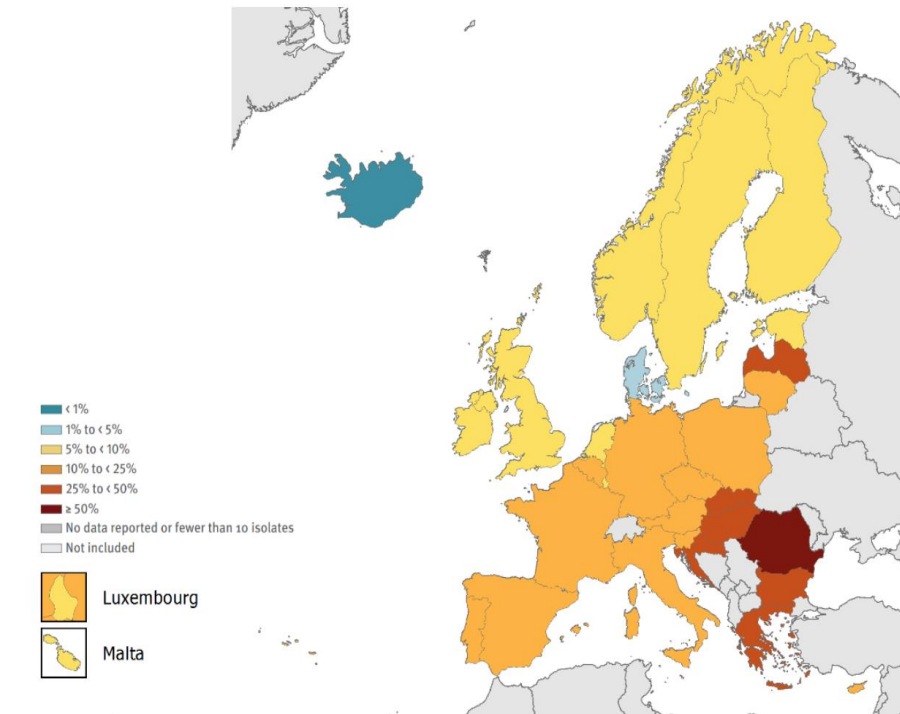 < 1%
1% to < 5%
5% to < 10%
10% to < 25%
25% to < 50%
≥ 50%
No data reported or fewer than 10 isolates
Not included
Luxembourg
Malta